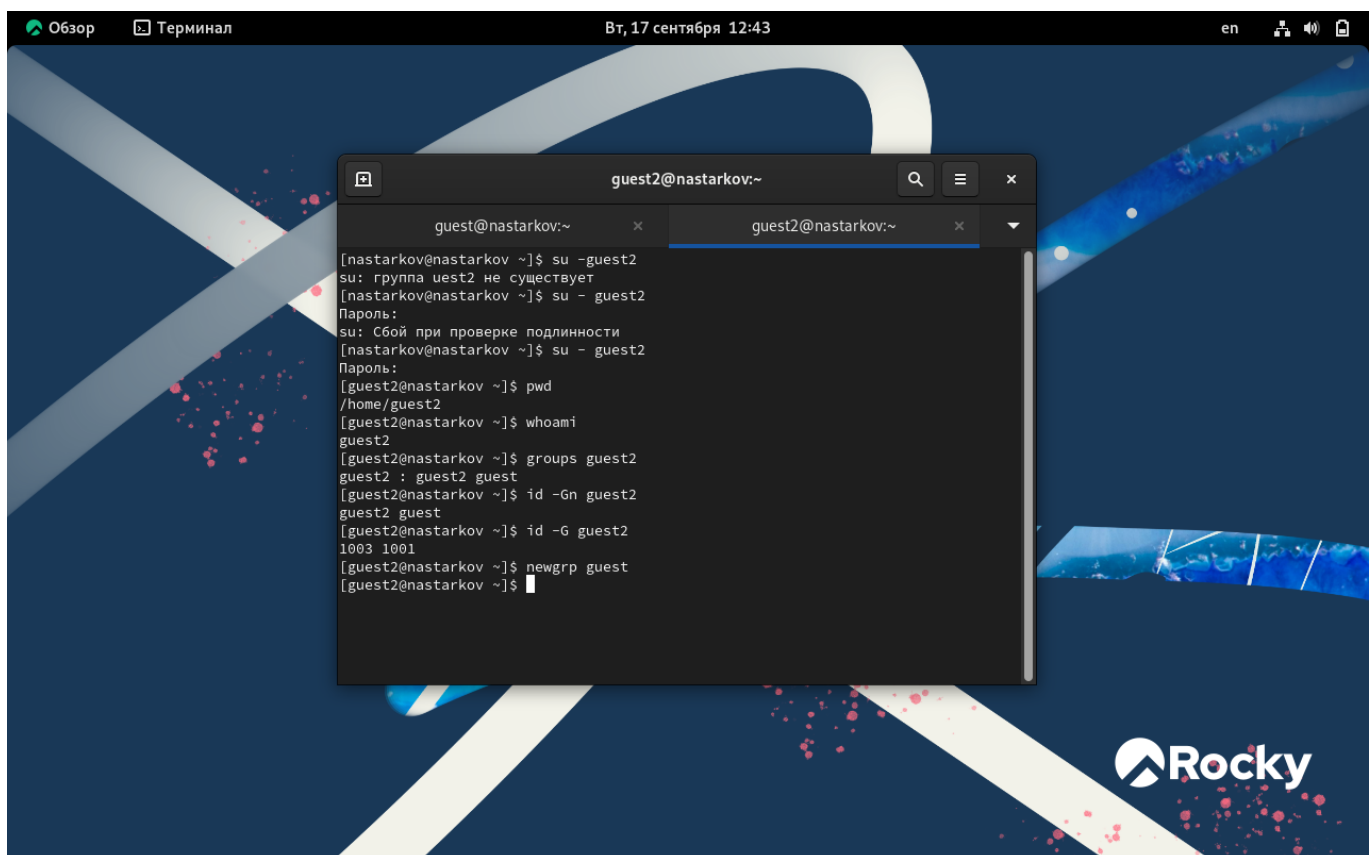 Обзор Терминал Вт, 17 сентября 12:43 en
guest2@nastarkov:~
guest@nastarkov:~ guest2@nastarkov:~
[nastarkov@nastarkov ~]$ su -guest2
su: группа uest2 не существует
[nastarkov@nastarkov ~]$ su - guest2
Пароль:
su: Сбой при проверке подлинности
[nastarkov@nastarkov ~]$ su - guest2
Пароль:
[guest2@nastarkov ~]$ pwd
/home/guest2
[guest2@nastarkov ~]$ whoami
guest2
[guest2@nastarkov ~]$ groups guest2
guest2 : guest2 guest
[guest2@nastarkov ~]$ id -Gn guest2
guest2 guest
[guest2@nastarkov ~]$ id -G guest2
1003 1001
[guest2@nastarkov ~]$ newgrp guest
[guest2@nastarkov ~]$
Rocky